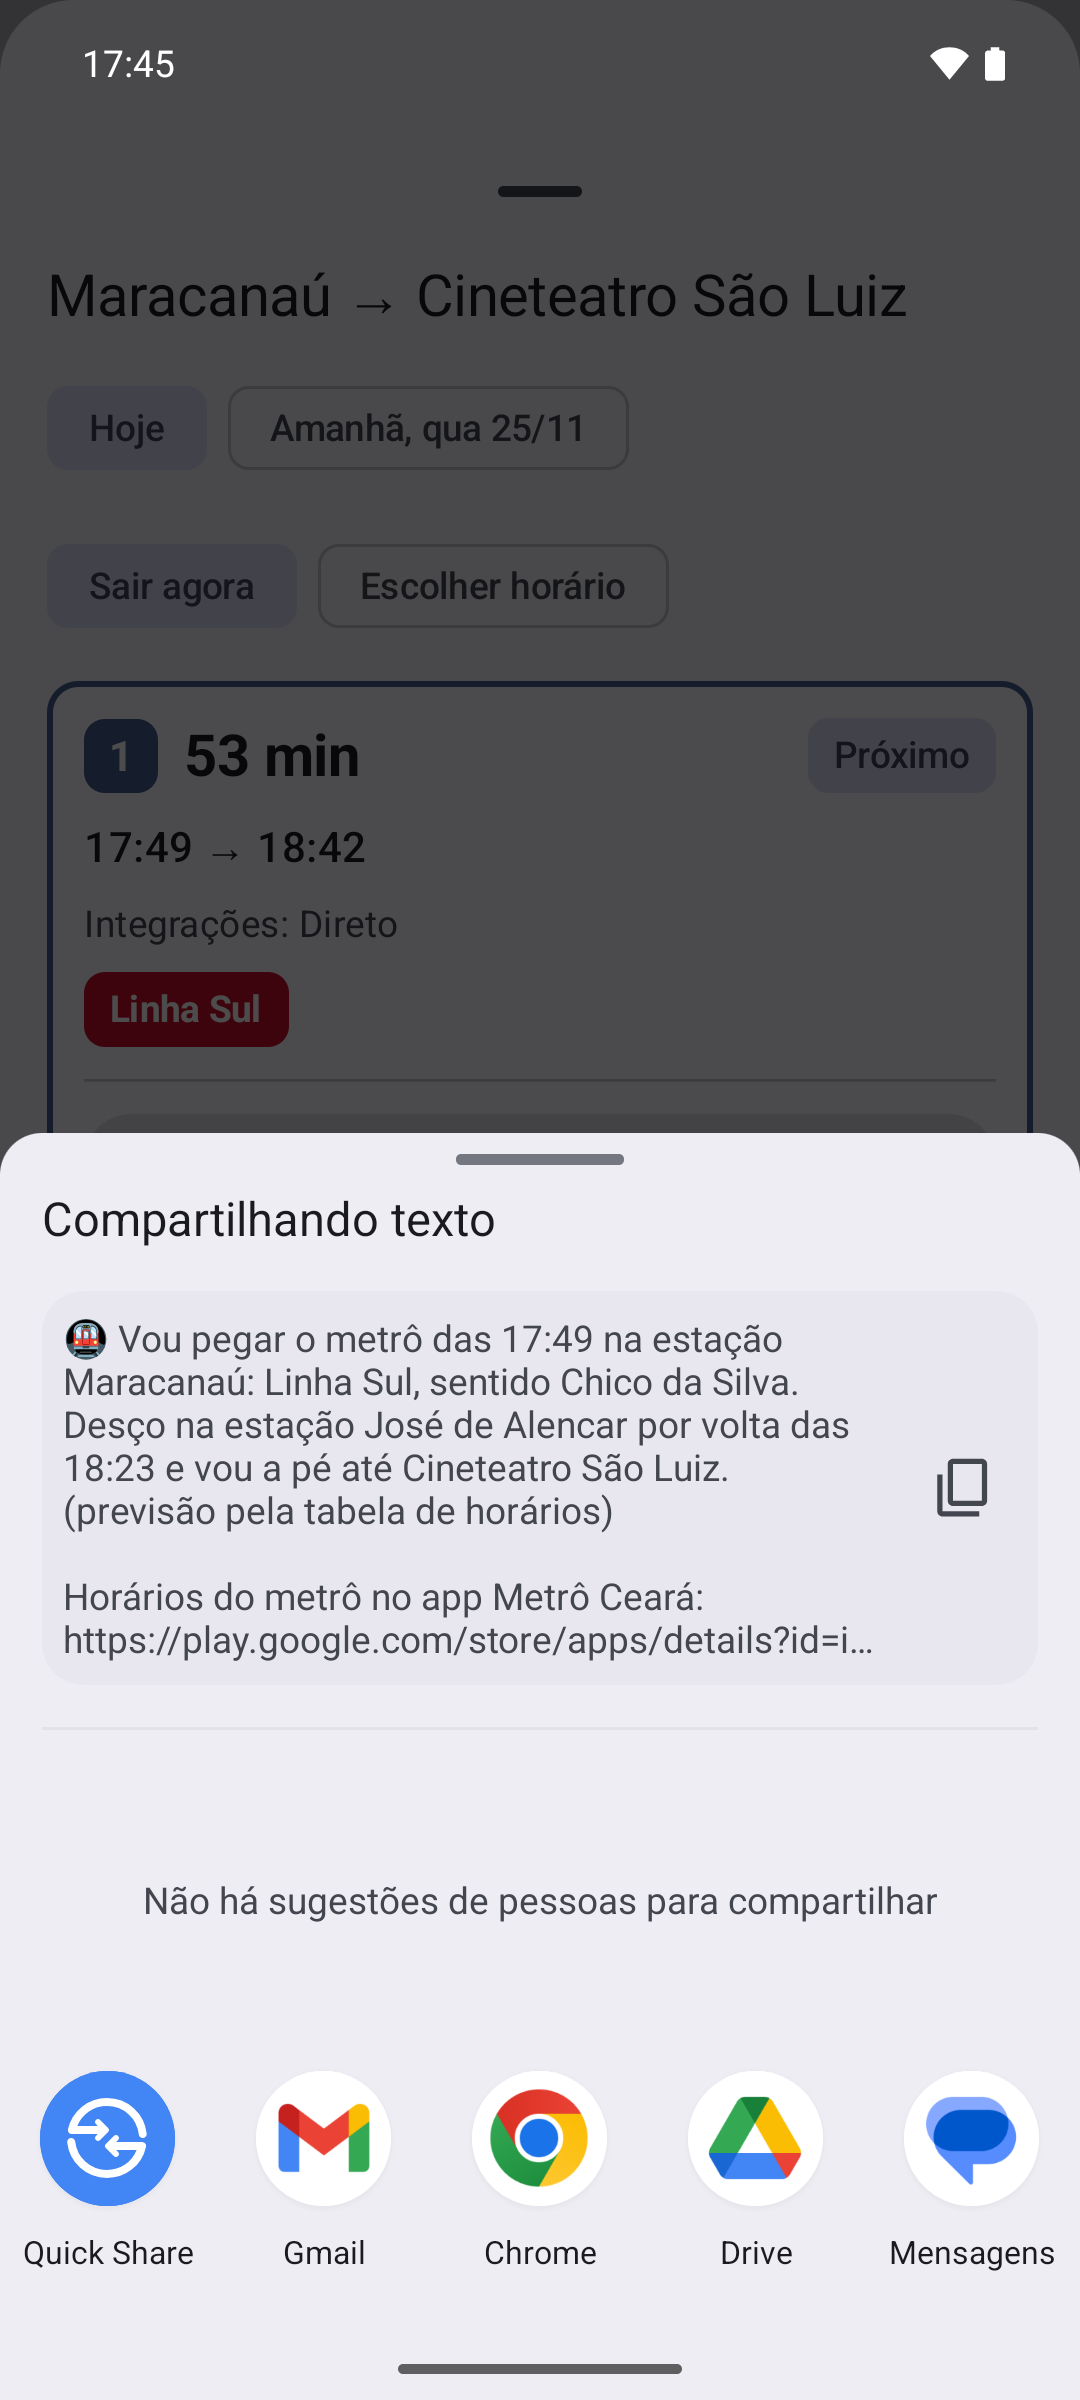 17:45
Maracanaú → Cineteatro São Luiz
Hoje
Amanhã, qua 25/11
Sair agora
Escolher horário
1
53 min
Próximo
17:49 → 18:42
Integrações: Direto
Linha Sul
Compartilhando texto
🚇 Vou pegar o metrô das 17:49 na estação
Maracanaú: Linha Sul, sentido Chico da Silva.
Desço na estação José de Alencar por volta das
18:23 e vou a pé até Cineteatro São Luiz.
(previsão pela tabela de horários)
Horários do metrô no app Metrô Ceará:
https://play.google.com/store/apps/details?id=i…
Não há sugestões de pessoas para compartilhar
Quick Share
Gmail
Chrome
Drive
Mensagens